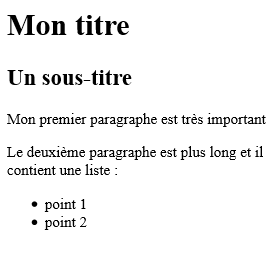 Mon titre
Un sous-titre
Mon premier paragraphe est très important
Le deuxième paragraphe est plus long et il
contient une liste :
• point 1
• point 2